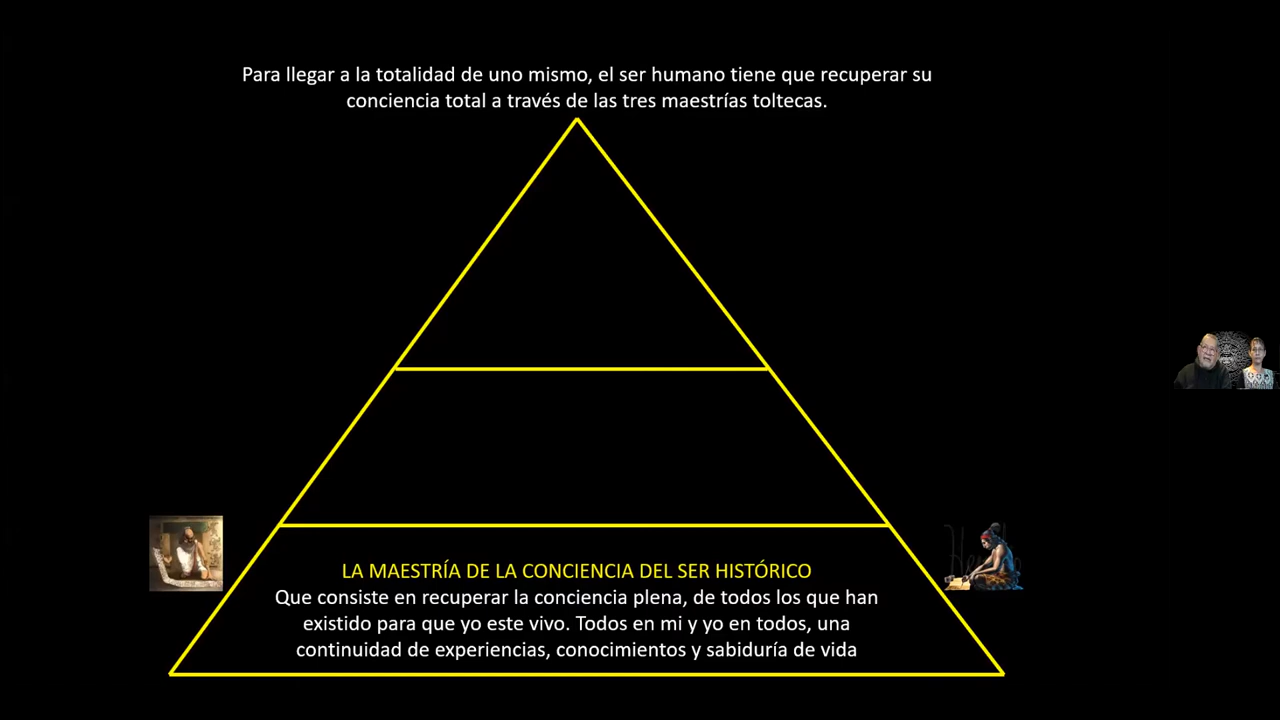 Para llegar a la totalidad de uno mismo, el ser humano tiene que recuperar su
conciencia total a través de las tres maestrías toltecas.
LA MAESTRÍA DE LA CONCIENCIA DEL SER HISTÓRICO
Que consiste en recuperar la conciencia plena, de todos los que han
existido para que yo este vivo. Todos en mi y yo en todos, una
continuidad de experiencias, conocimientos y sabiduría de vida